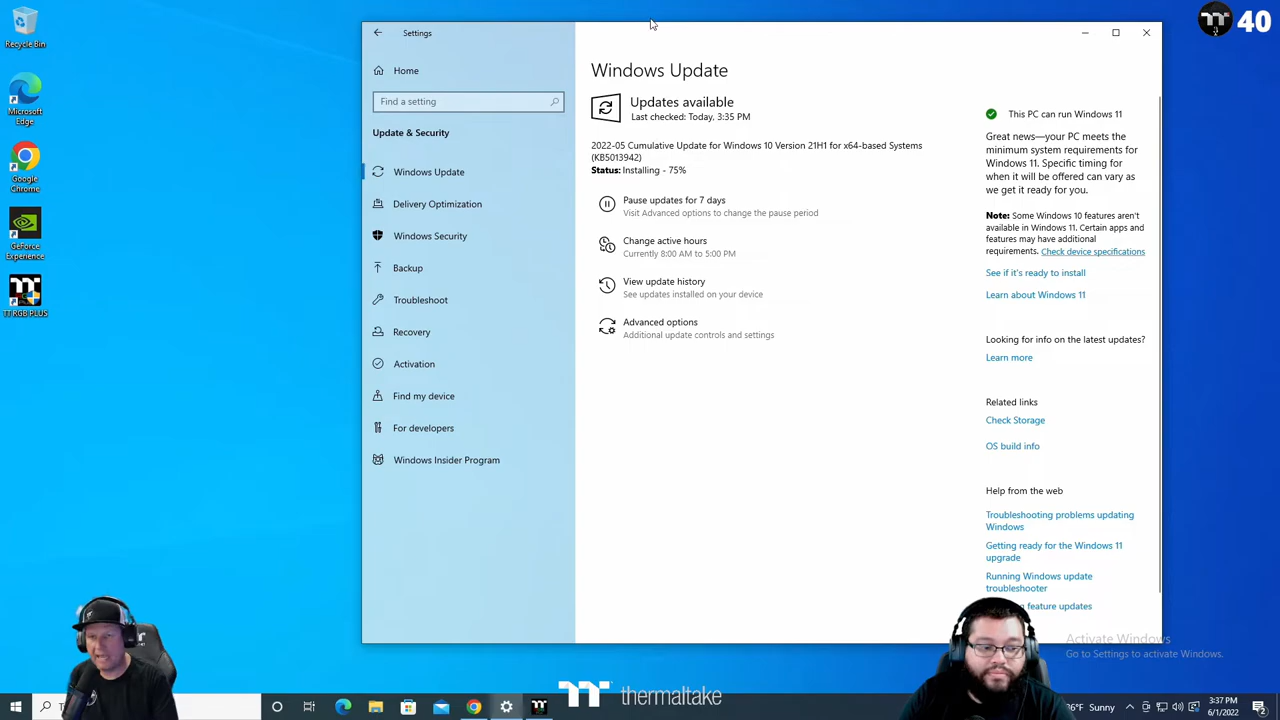 Recycle Bin
Microsoft
Edge
Google
Chrome
GeForce
Experience
TT RGB PLUS
Settings
Home
Find a setting
Update & Security
Windows Update
Delivery Optimization
Windows Security
Backup
Troubleshoot
Recovery
Activation
Find my device
For developers
Windows Insider Program
Windows Update
Updates available
Last checked: Today, 3:35 PM
2022-05 Cumulative Update for Windows 10 Version 21H1 for x64-based Systems
(KB5013942)
Status: Installing - 75%
Pause updates for 7 days
Visit Advanced options to change the pause period
Change active hours
Currently 8:00 AM to 5:00 PM
View update history
See updates installed on your device
Advanced options
Additional update controls and settings
This PC can run Windows 11
Great news—your PC meets the
minimum system requirements for
Windows 11. Specific timing for
when it will be offered can vary as
we get it ready for you.
Note: Some Windows 10 features aren't
available in Windows 11. Certain apps and
features may have additional
requirements. Check device specifications
See if it's ready to install
Learn about Windows 11
Looking for info on the latest updates?
Learn more
Related links
Check Storage
OS build info
Help from the web
Troubleshooting problems updating
Windows
Getting ready for the Windows 11
upgrade
Running Windows update
troubleshooter
feature updates
40
Activate Windows
Go to Settings to activate Windows.
thermaltake
Sunny
3:37 PM
6/1/2022
2